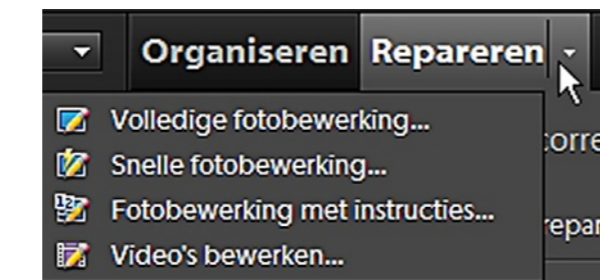 Organiseren Repareren
Volledige fotobewerking...
Snelle fotobewerking...
Fotobewerking met instructies...
Video's bewerken...